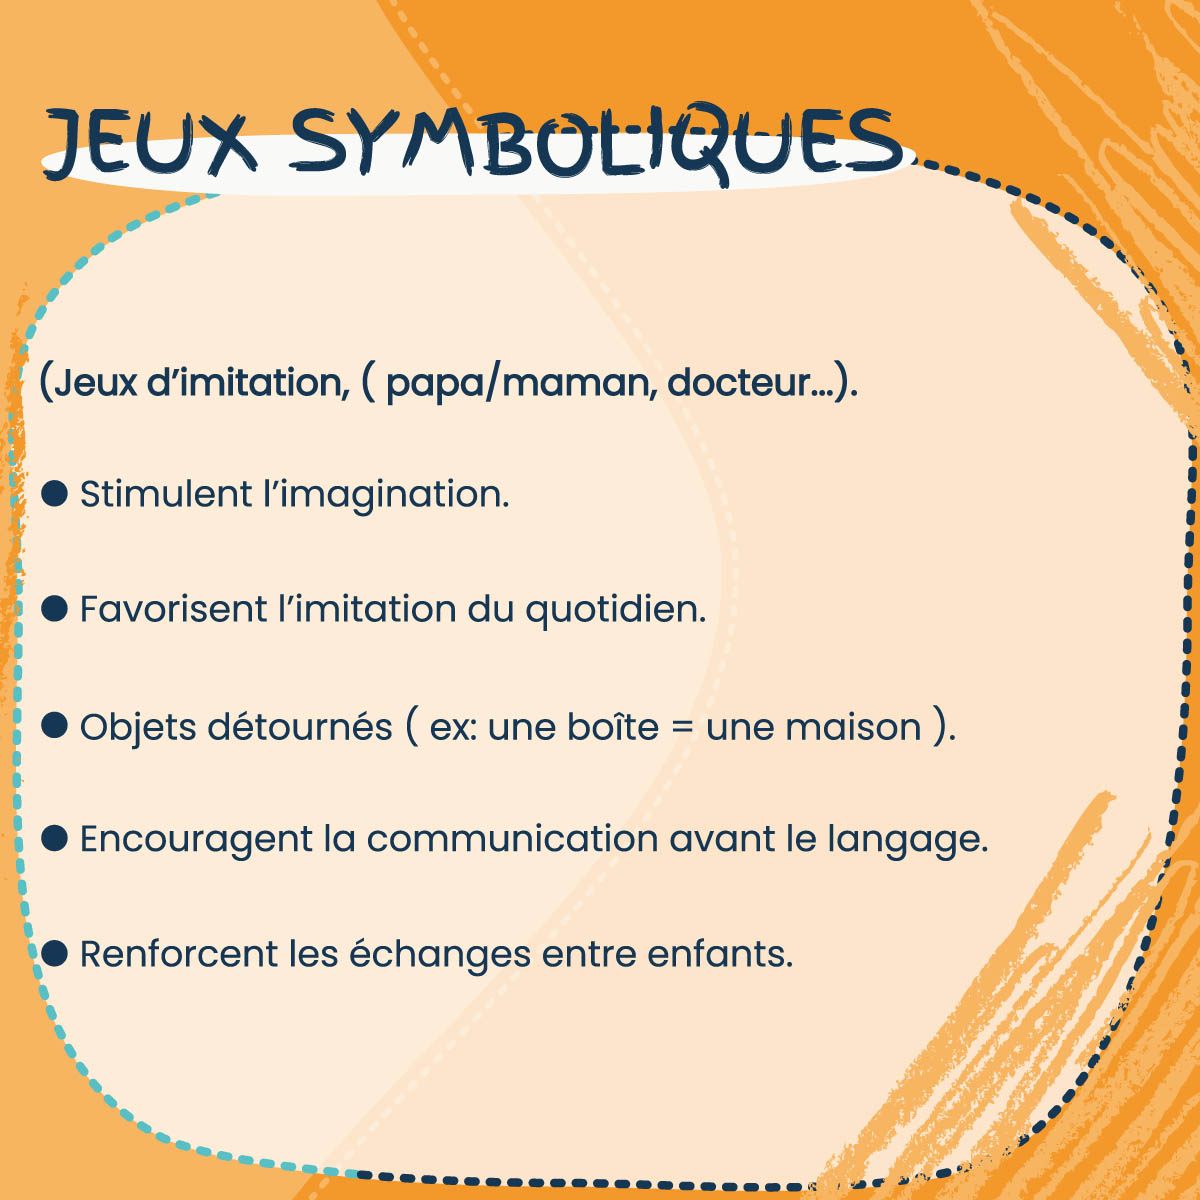 JEUX SYMBOLIQUES
(Jeux d’imitation, ( papa/maman, docteur...).
● Stimulent l’imagination.
● Favorisent l’imitation du quotidien.
● Objets détournés ( ex: une boîte = une maison ).
● Encouragent la communication avant le langage.
● Renforcent les échanges entre enfants.